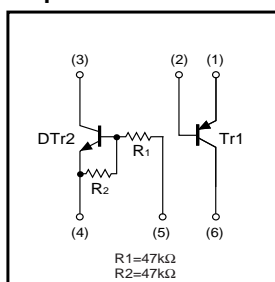 (3) (2) (1)
DTr2 R1 Tr1
R2
(4) (5) (6)
R1=47kΩ
R2=47kΩ